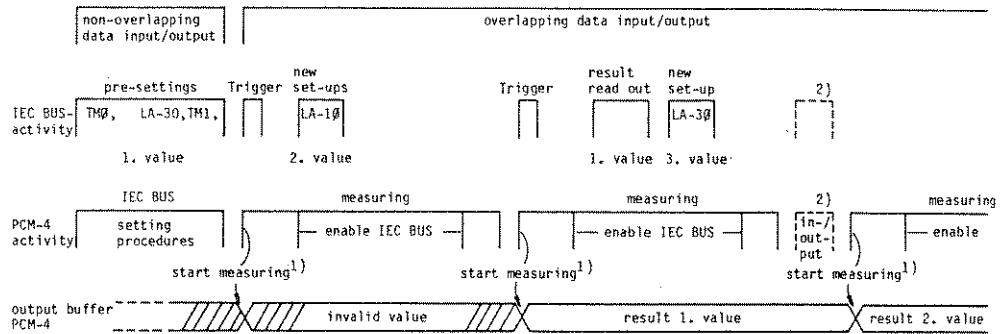 non-overlapping
data input/output
overlapping data input/output
pre-settings
Trigger
new
set-ups
Trigger
result
read out
new
set-up
2)
IEC BUS-
activity
TMØ, LA-30,TM1,
LA-1Ø
LA-3Ø
1. value
2. value
1. value
3. value
IEC BUS
measuring
measuring
2)
measuring
PCM-4
activity
setting
procedures
enable IEC BUS
enable IEC BUS
in-/
out-
put
enable
start measuring1)
start measuring1)
start measuring1)
output buffer
PCM-4
invalid value
result 1. value
result 2. value